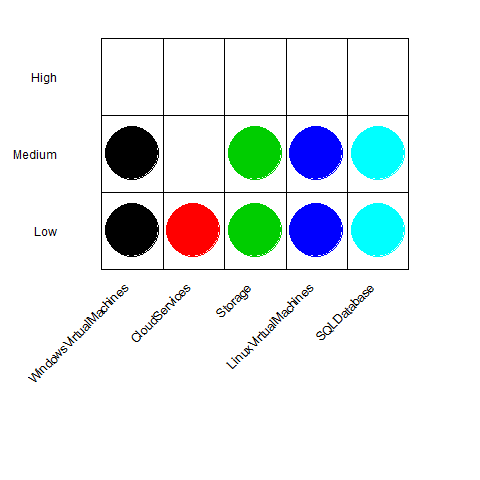 High
Medium
Low
WindowsVirtualMachines
CloudServices
Storage
LinuxVirtualMachines
SQLDatabase